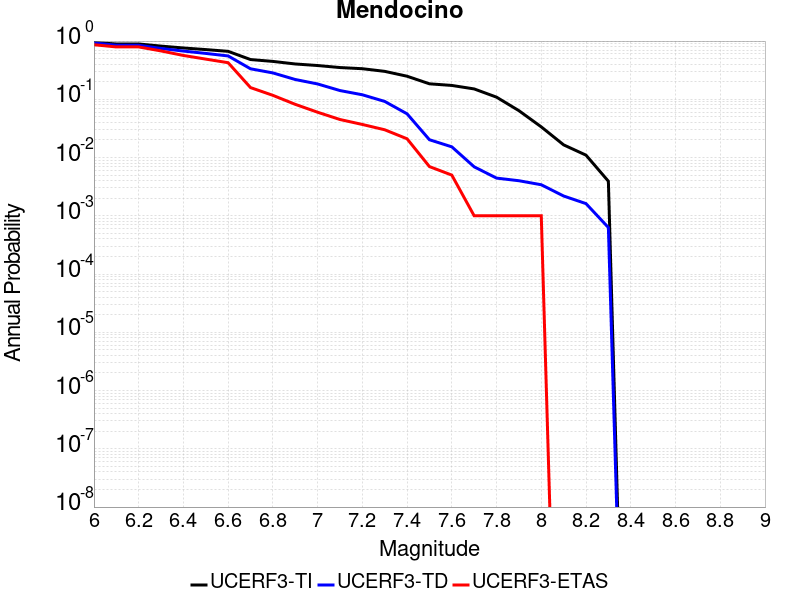 Mendocino
10^0
10^-1
10^-2
10^-3
10^-4
10^-5
10^-6
10^-7
10^-8
Annual Probability
6 6.2 6.4 6.6 6.8 7 7.2 7.4 7.6 7.8 8 8.2 8.4 8.6 8.8 9
Magnitude
UCERF3-TI UCERF3-TD UCERF3-ETAS